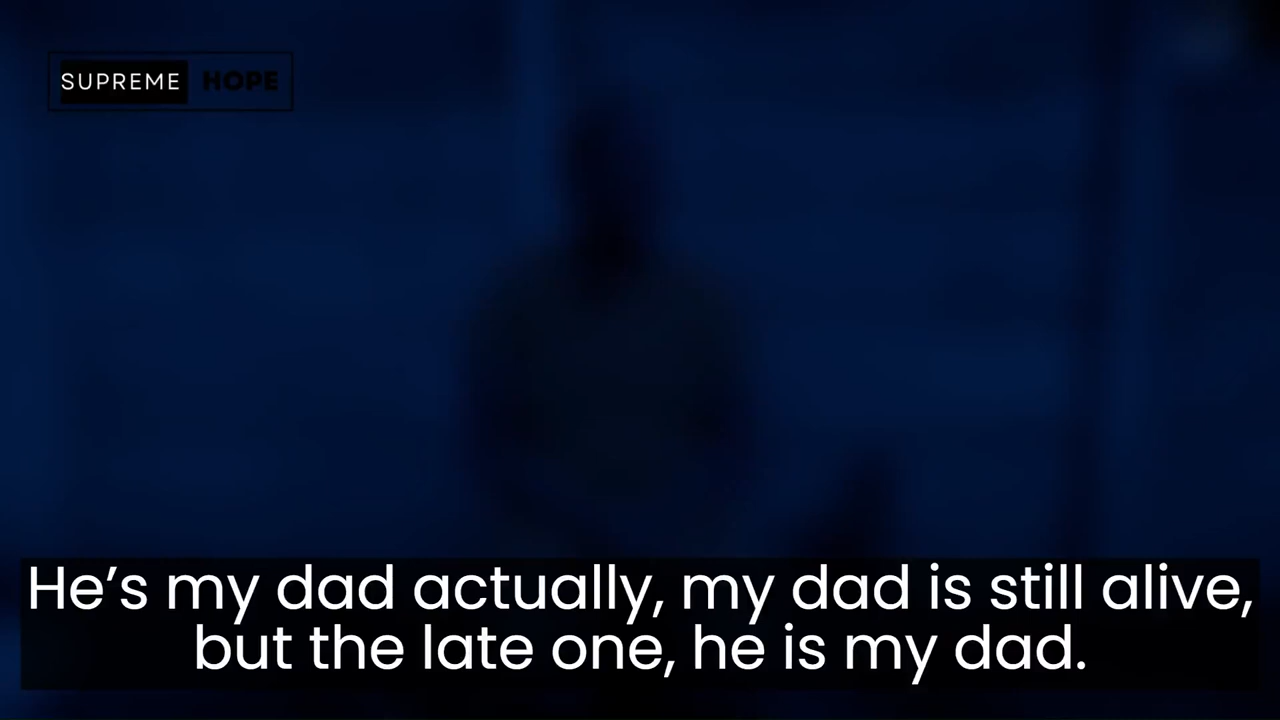 SUPREME HOPE
He’s my dad actually, my dad is still alive,
but the late one, he is my dad.